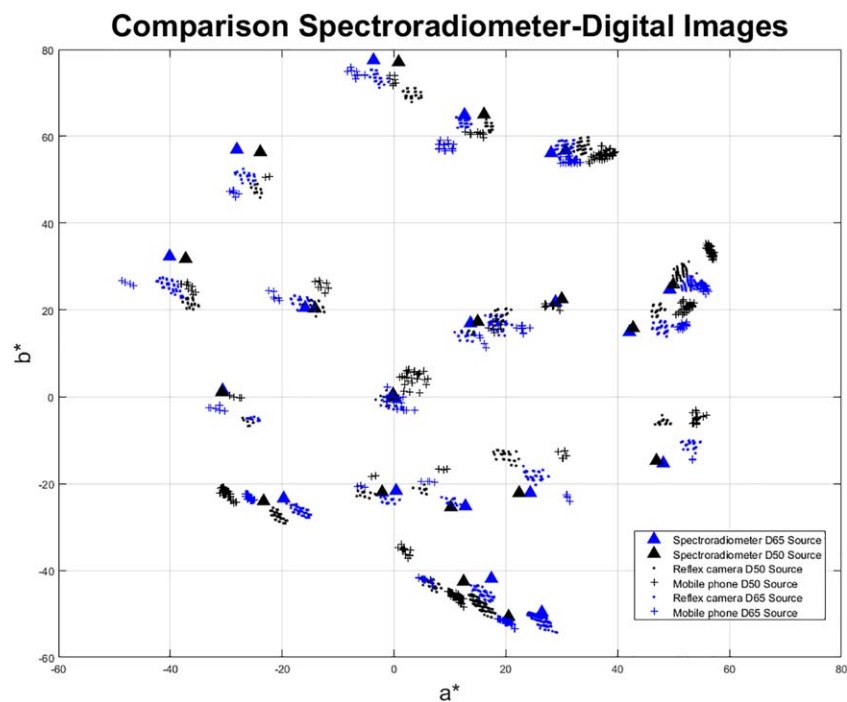 Comparison Spectroradiometer-Digital Images
80
60
40
20
0
-20
-40
-60
b*
-60
-40
-20
0
20
40
60
80
a*
Spectroradiometer D65 Source
Spectroradiometer D50 Source
Reflex camera D50 Source
Mobile phone D50 Source
Reflex camera D65 Source
Mobile phone D65 Source